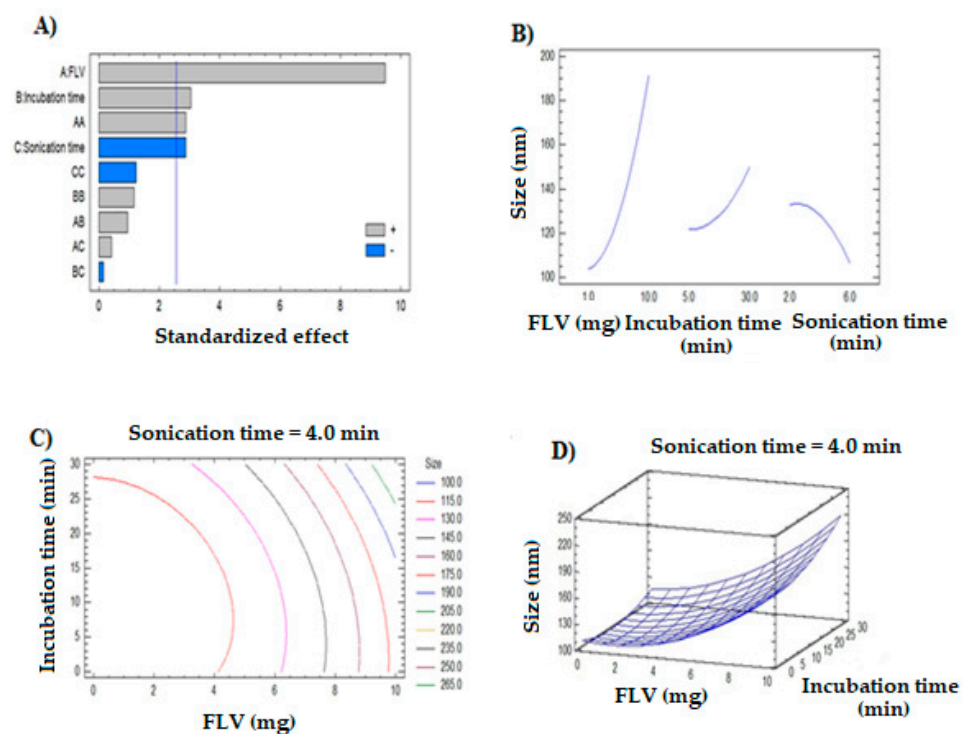 A)
A:FLV
B:Incubation time
AA
C:Sonication time
CC
BB
AB
AC
BC
+
-
0 2 4 6 8 10
Standardized effect
B)
200
180
160
140
120
100
Size (nm)
1.0 10.0 5.0 30.0 2.0 6.0
FLV (mg) Incubation time (min) Sonication time (min)
C)
Sonication time = 4.0 min
30
25
20
15
10
5
0
Incubation time (min)
0 2 4 6 8 10
FLV (mg)
Size
100.0
115.0
130.0
145.0
160.0
175.0
190.0
205.0
220.0
235.0
250.0
265.0
D)
Sonication time = 4.0 min
250
220
190
160
130
100
Size (nm)
0 2 4 6 8 10
FLV (mg)
0 5 10 15 20 25 30
Incubation time
(min)